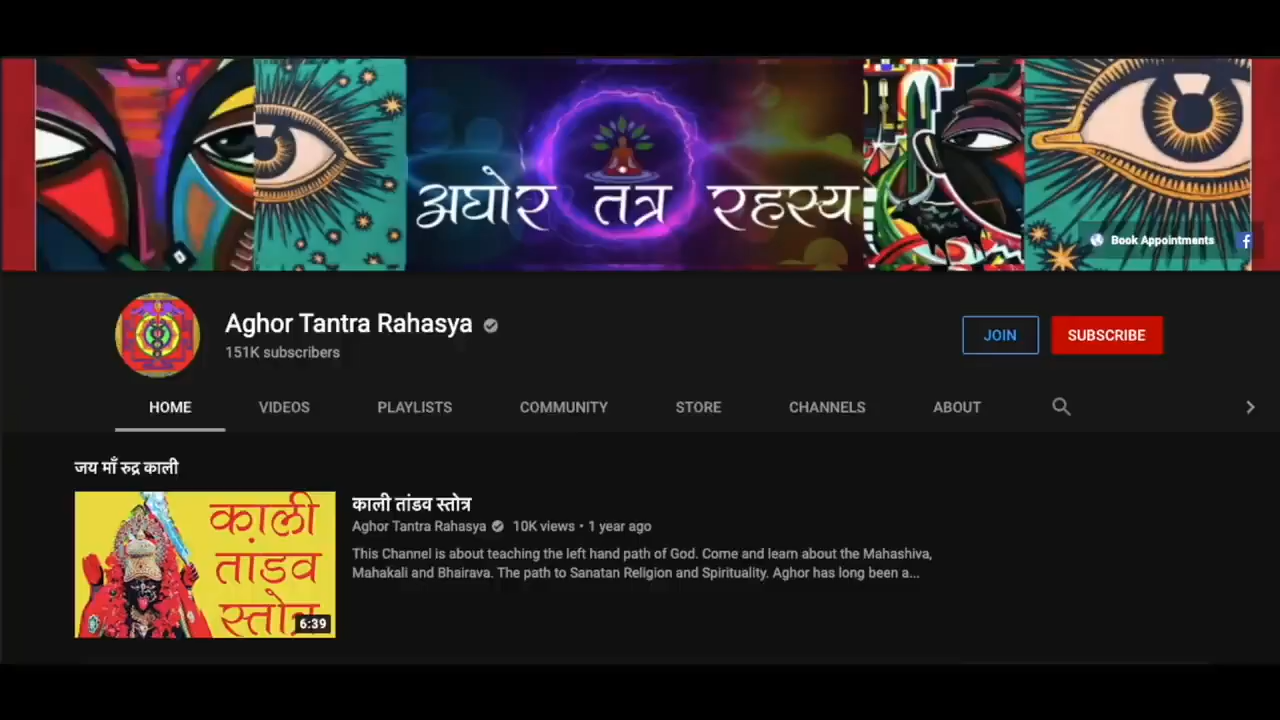 अघोर तत्र रहस्य
Book Appointments
Aghor Tantra Rahasya
151K subscribers
JOIN
SUBSCRIBE
HOME VIDEOS PLAYLISTS COMMUNITY STORE CHANNELS ABOUT
जय माँ रुद्र काली
काली
तांडव
स्तोत्र
6:39
काली तांडव स्तोत्र
Aghor Tantra Rahasya 10K views • 1 year ago
This Channel is about teaching the left hand path of God. Come and learn about the Mahashiva,
Mahakali and Bhairava. The path to Sanatan Religion and Spirituality. Aghor has long been a...